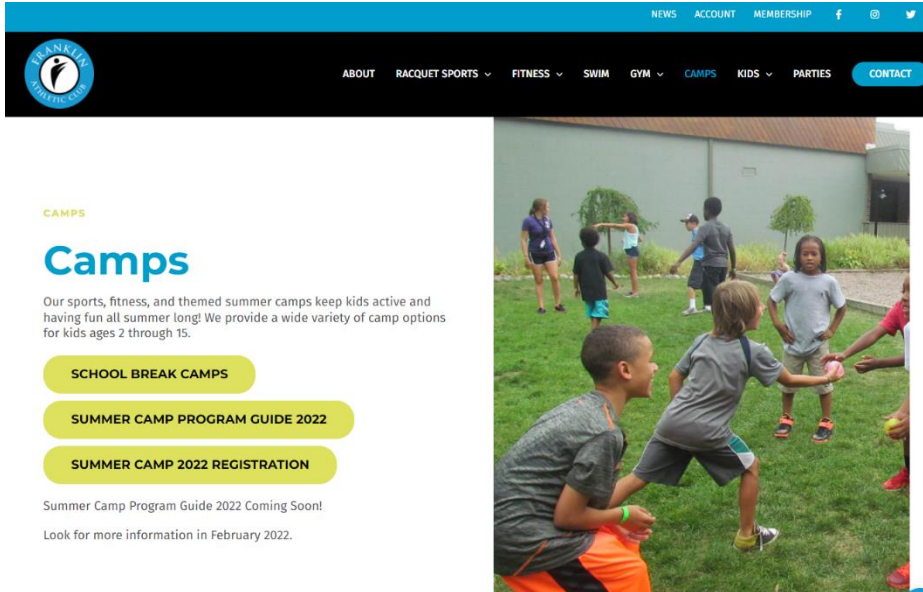 NEWS ACCOUNT MEMBERSHIP
FRANKLIN
ATHLETIC CLUB
ABOUT RACQUET SPORTS FITNESS SWIM GYM CAMPS KIDS PARTIES CONTACT
CAMPS
Camps
Our sports, fitness, and themed summer camps keep kids active and
having fun all summer long! We provide a wide variety of camp options
for kids ages 2 through 15.
SCHOOL BREAK CAMPS
SUMMER CAMP PROGRAM GUIDE 2022
SUMMER CAMP 2022 REGISTRATION
Summer Camp Program Guide 2022 Coming Soon!
Look for more information in February 2022.